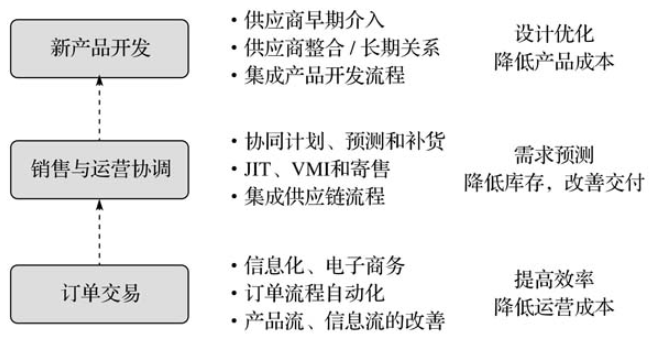 新产品开发
• 供应商早期介入
• 供应商整合 / 长期关系
• 集成产品开发流程
设计优化
降低产品成本
销售与运营协调
• 协同计划、预测和补货
• JIT、VMI和寄售
• 集成供应链流程
需求预测
降低库存，改善交付
订单交易
• 信息化、电子商务
• 订单流程自动化
• 产品流、信息流的改善
提高效率
降低运营成本